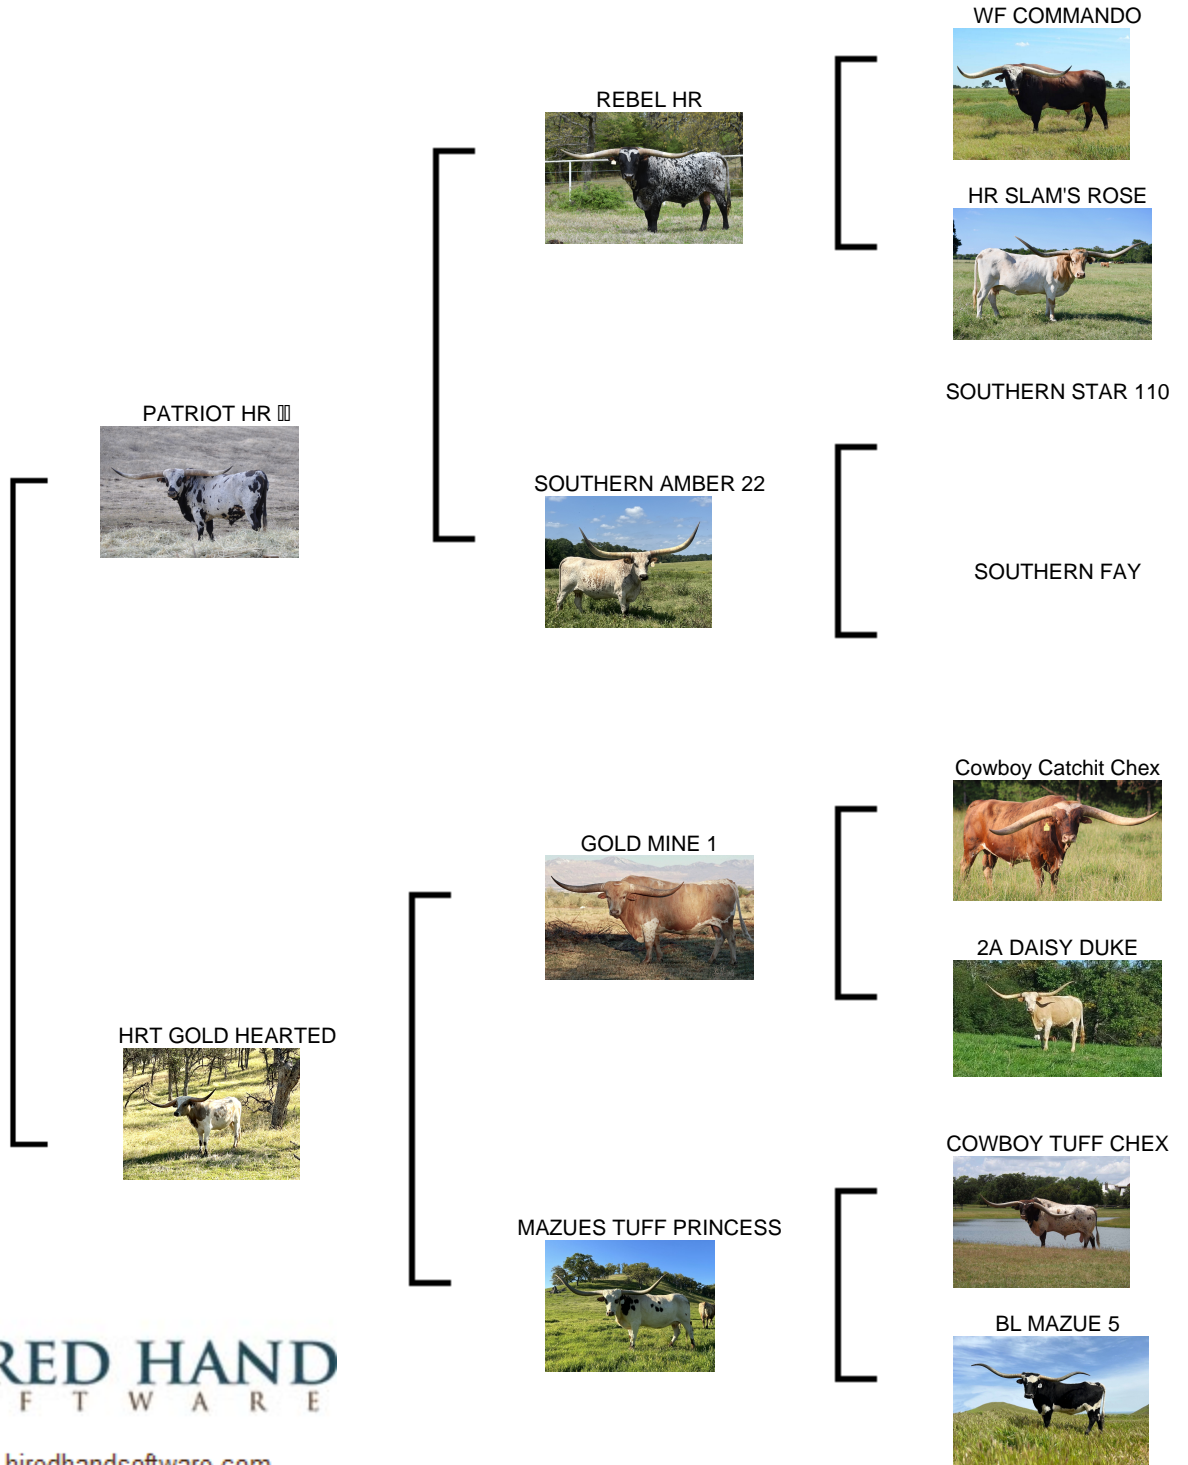 WF COMMANDO
REBEL HR
HR SLAM'S ROSE
SOUTHERN STAR 110
PATRIOT HR
SOUTHERN AMBER 22
SOUTHERN FAY
Cowboy Catchit Chex
GOLD MINE 1
2A DAISY DUKE
HRT GOLD HEARTED
COWBOY TUFF CHEX
MAZUES TUFF PRINCESS
BL MAZUE 5
RED HAND
F T W A R E
hiredhandsoftware.com